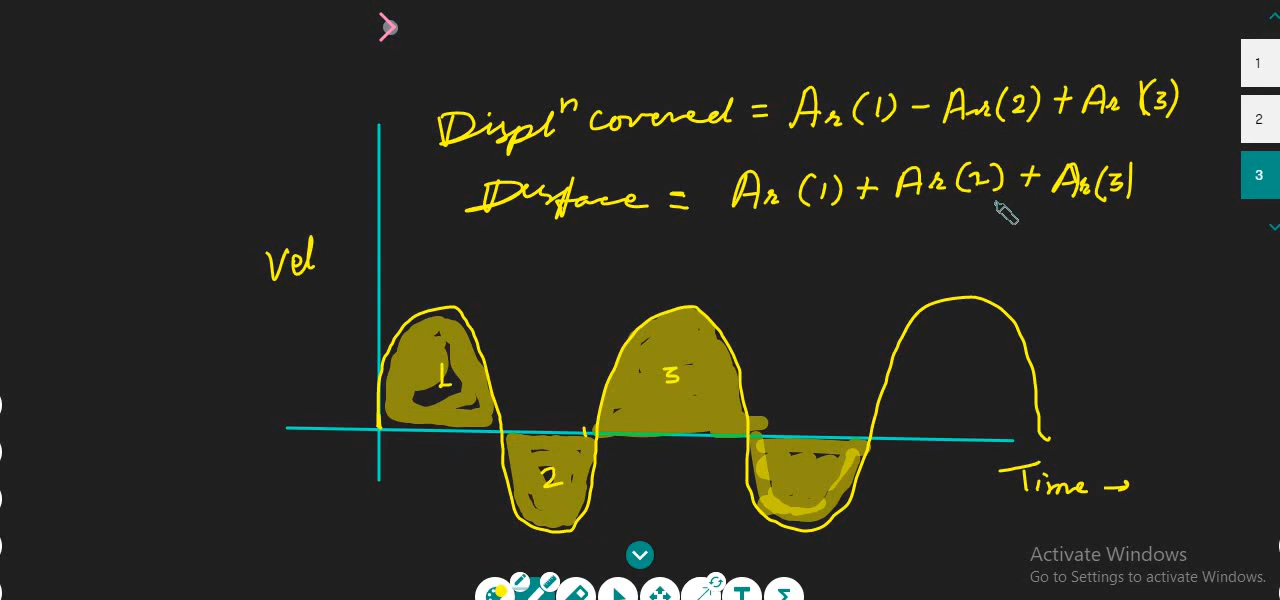 1
Displⁿ covered = Ar (1) - Ar(2) + Ar (3)
2
3
Distace = Ar (1) + Ar(2) + Ar(3)
Vel
1
3
2
Time →
Activate Windows
Go to Settings to activate Windows.
T
Σ